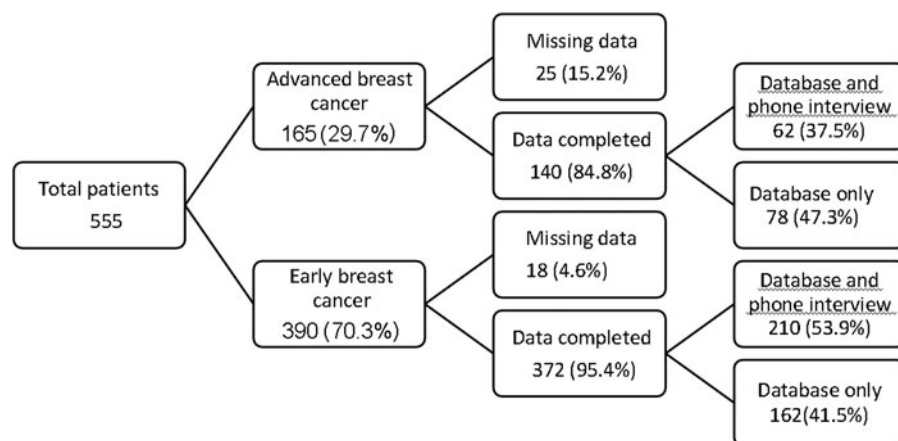 Total patients
555
Advanced breast
cancer
165 (29.7%)
Early breast
cancer
390 (70.3%)
Missing data
25 (15.2%)
Data completed
140 (84.8%)
Missing data
18 (4.6%)
Data completed
372 (95.4%)
Database and
phone interview
62 (37.5%)
Database only
78 (47.3%)
Database and
phone interview
210 (53.9%)
Database only
162(41.5%)